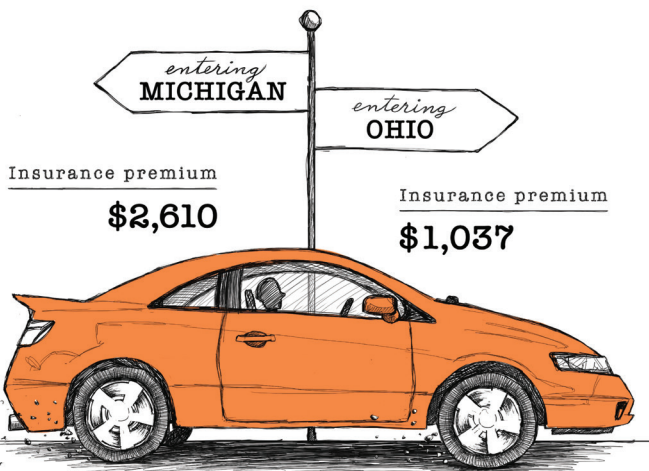 entering
MICHIGAN
entering
OHIO
Insurance premium
$2,610
Insurance premium
$1,037